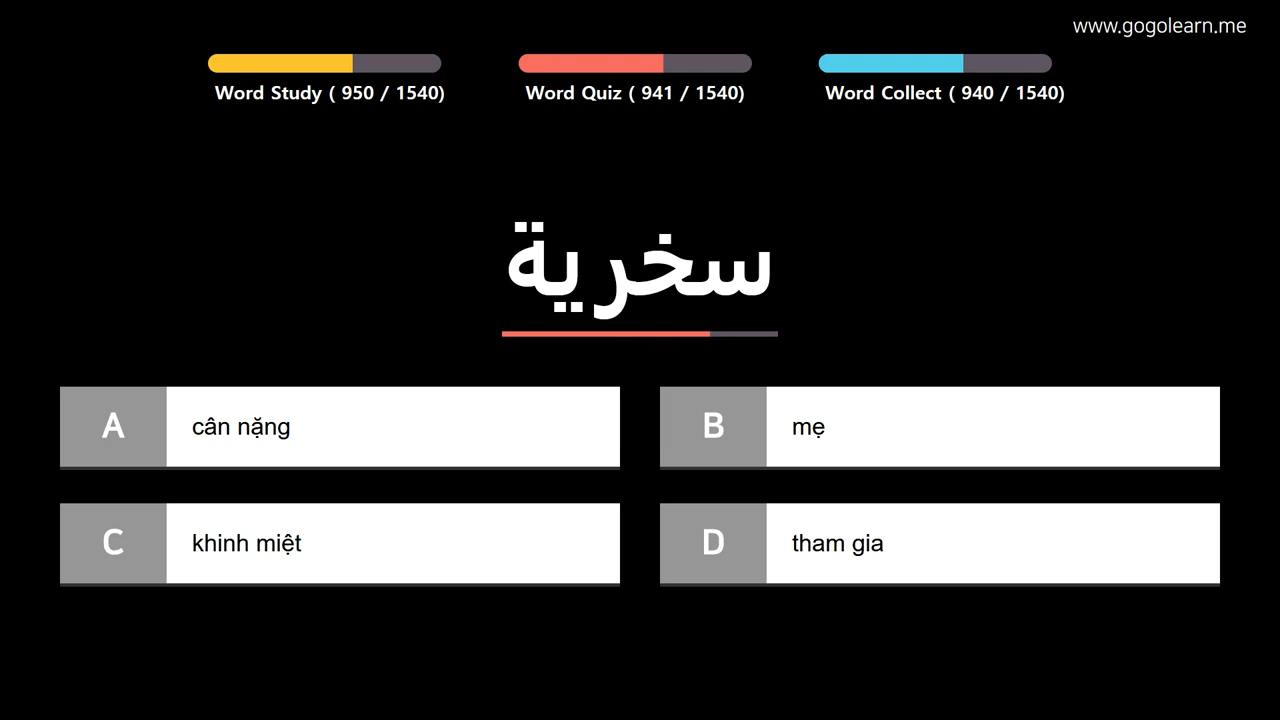 www.gogolearn.me
Word Study ( 950 / 1540)
Word Quiz ( 941 / 1540)
Word Collect ( 940 / 1540)
سخرية
A cân nặng
B mẹ
C khinh miệt
D tham gia